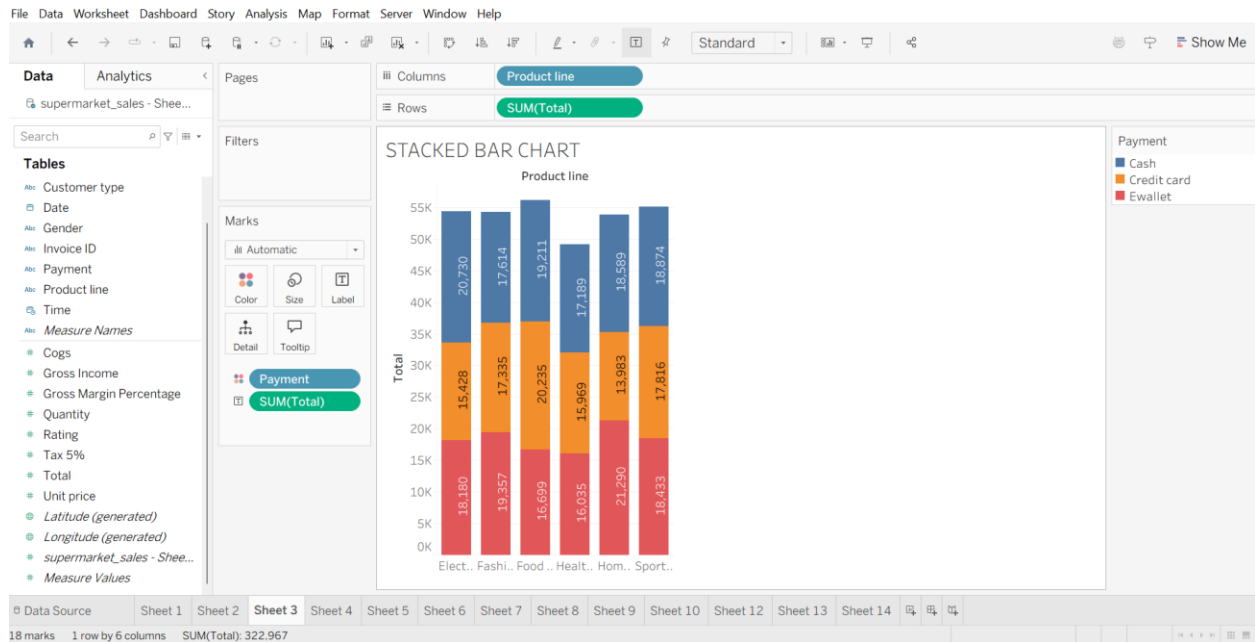 File Data Worksheet Dashboard Story Analysis Map Format Server Window Help
Standard
Show Me
Data Analytics
supermarket_sales - Shee...
Search
Tables
Abc Customer type
Date
Abc Gender
Abc Invoice ID
Abc Payment
Abc Product line
Time
Abc Measure Names
# Cogs
# Gross Income
# Gross Margin Percentage
# Quantity
# Rating
# Tax 5%
# Total
# Unit price
Latitude (generated)
Longitude (generated)
# supermarket_sales - Shee...
# Measure Values
Pages
Filters
Marks
Automatic
Color Size Label
Detail Tooltip
Payment
SUM(Total)
Columns Product line
Rows SUM(Total)
STACKED BAR CHART
Product line
Total
55K
50K
45K
40K
35K
30K
25K
20K
15K
10K
5K
0K
20,730 17,614 19,211 17,189 18,589 18,874
15,428 17,335 20,235 15,969 13,983 17,816
18,180 19,357 16,699 16,035 21,290 18,433
Elect.. Fashi.. Food .. Healt.. Hom.. Sport..
Payment
Cash
Credit card
Ewallet
Data Source Sheet 1 Sheet 2 Sheet 3 Sheet 4 Sheet 5 Sheet 6 Sheet 7 Sheet 8 Sheet 9 Sheet 10 Sheet 12 Sheet 13 Sheet 14
18 marks 1 row by 6 columns SUM(Total): 322,967